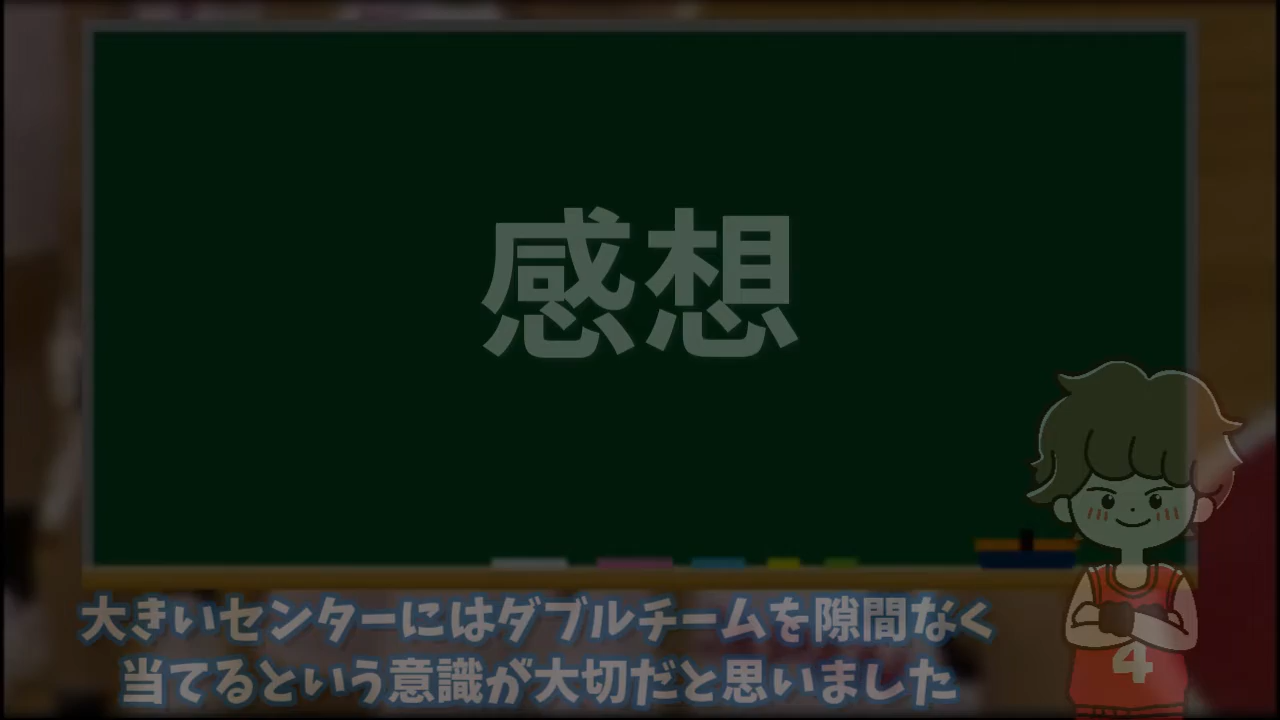 感想
大きいセンターにはダブルチームを隙間なく
当てるという意識が大切だと思いました
4